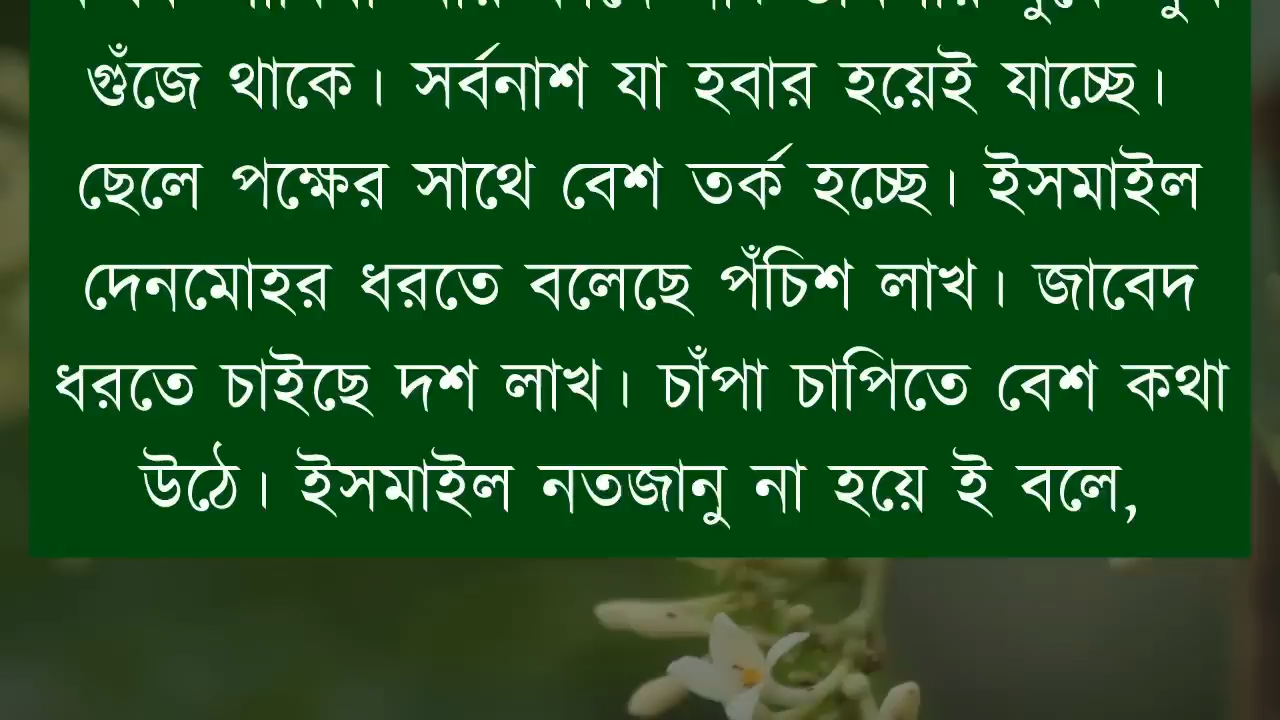 গুঁজে থাকে। সর্বনাশ যা হবার হয়েই যাচ্ছে।
ছেলে পক্ষের সাথে বেশ তর্ক হচ্ছে। ইসমাইল
দেনমোহর ধরতে বলেছে পঁচিশ লাখ। জাবেদ
ধরতে চাইছে দশ লাখ। চাঁপা চাপিতে বেশ কথা
উঠে। ইসমাইল নতজানু না হয়ে ই বলে,